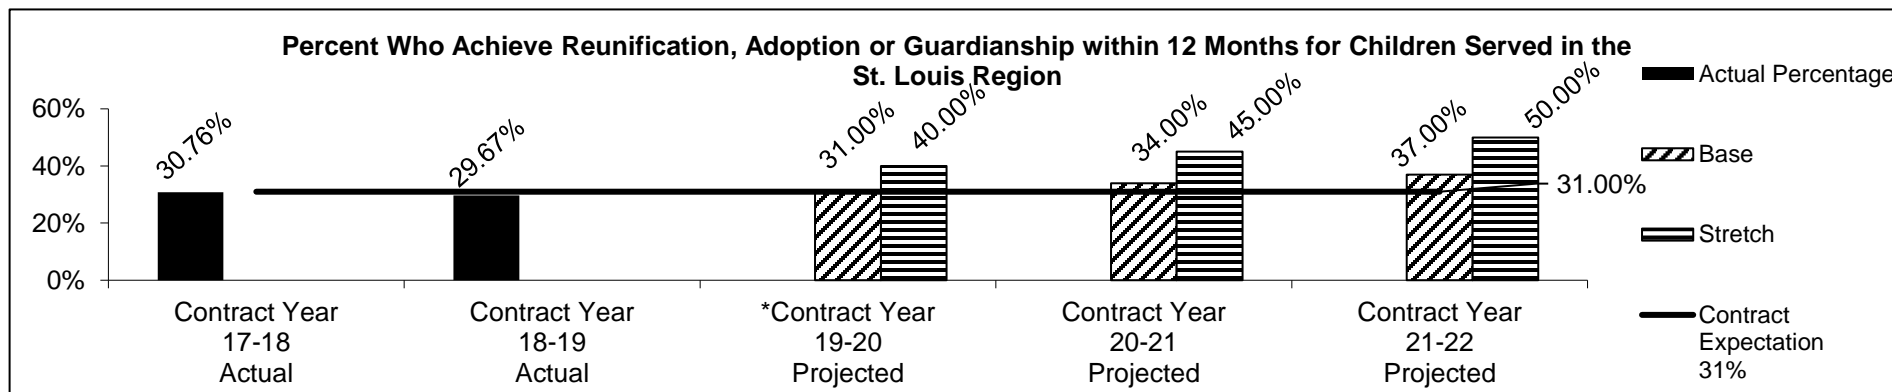 Percent Who Achieve Reunification, Adoption or Guardianship within 12 Months for Children Served in the
St. Louis Region
60%
40%
20%
0%
30.76%
29.67%
31.00%
40.00%
34.00%
45.00%
37.00%
50.00%
31.00%
Contract Year
17-18
Actual
Contract Year
18-19
Actual
*Contract Year
19-20
Projected
Contract Year
20-21
Projected
Contract Year
21-22
Projected
Actual Percentage
Base
Stretch
Contract
Expectation
31%